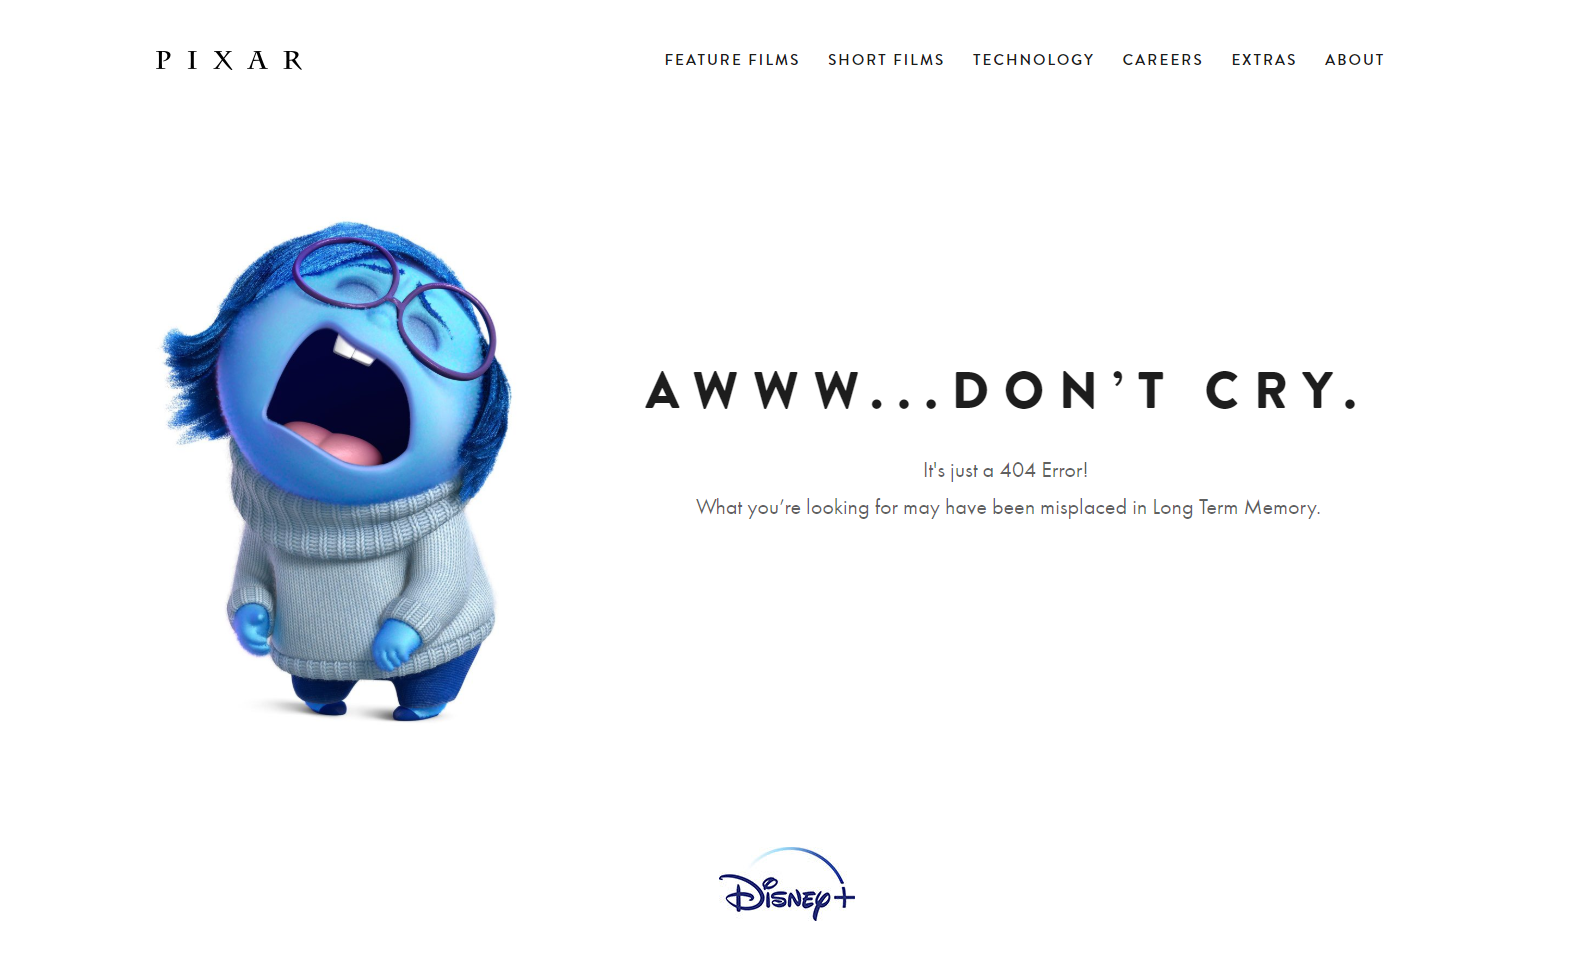 PIXAR
FEATURE FILMS SHORT FILMS TECHNOLOGY CAREERS EXTRAS ABOUT
AWWW...DON’T CRY.
It's just a 404 Error!
What you’re looking for may have been misplaced in Long Term Memory.
Disney+